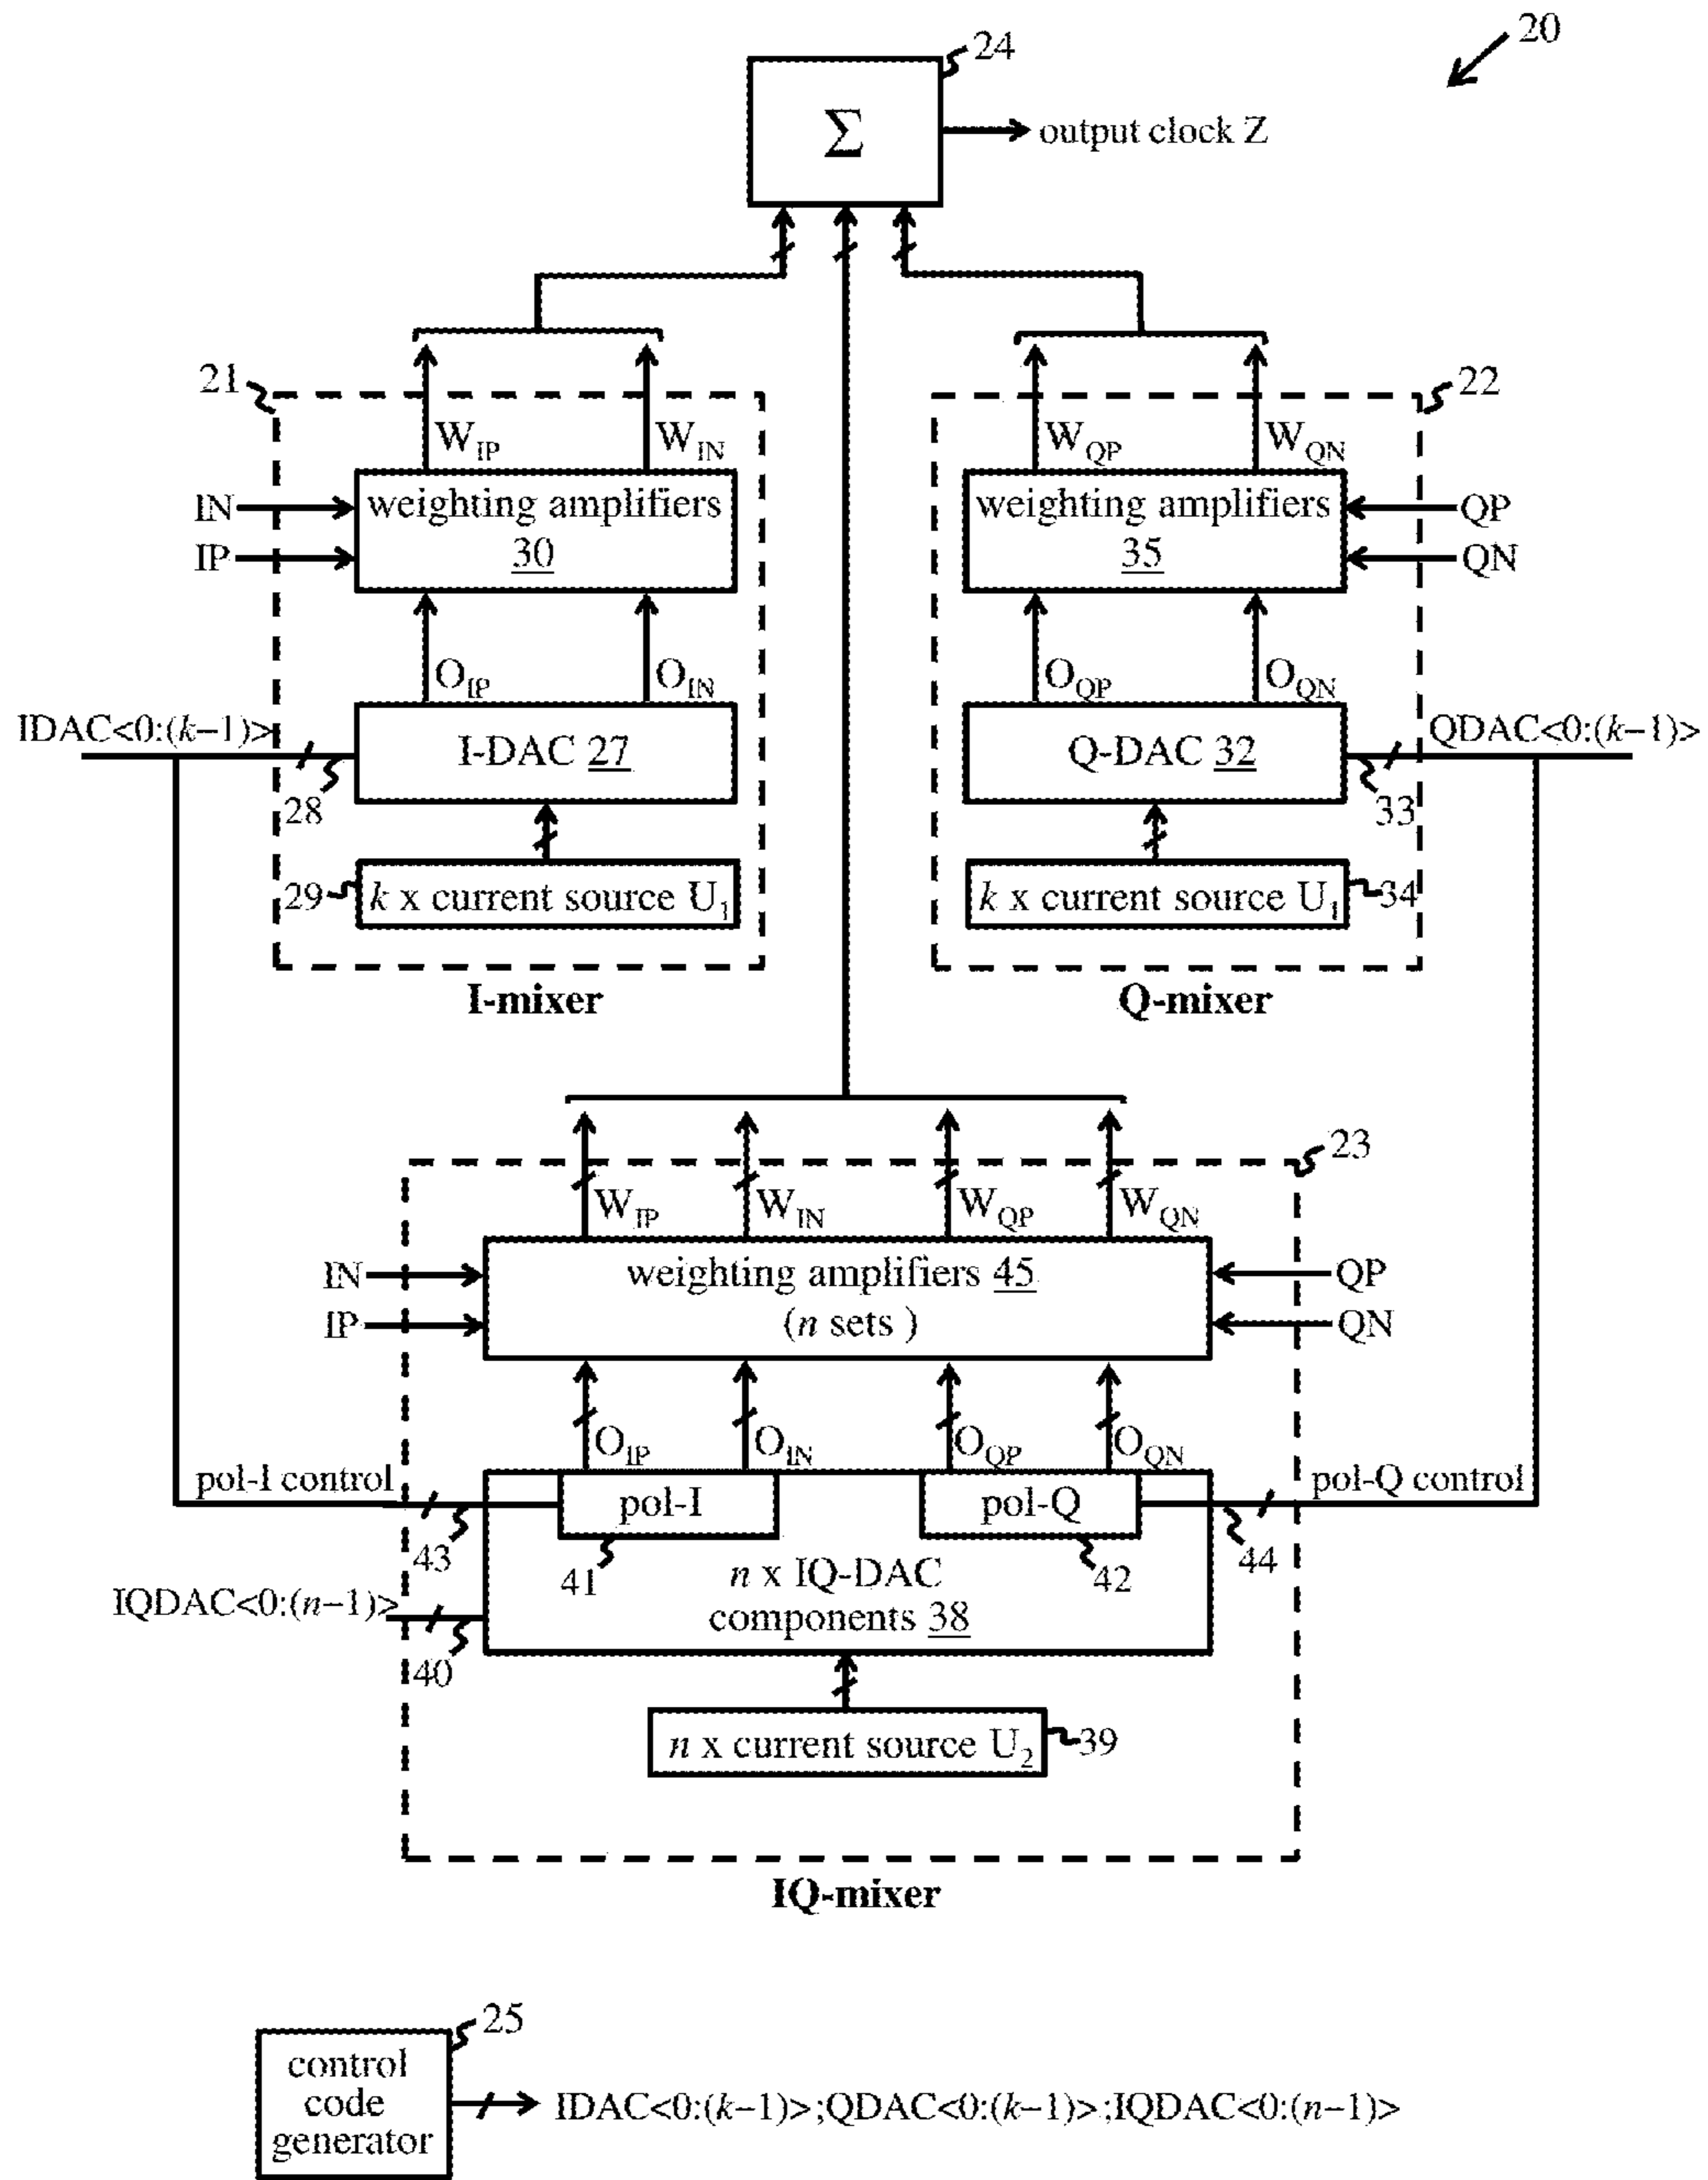 20
24
Σ
output clock Z
21
22
W_IP
W_IN
W_QP
W_QN
IN
IP
weighting amplifiers
30
weighting amplifiers
35
QP
QN
O_IP
O_IN
O_QP
O_QN
IDAC<0:(k−1)>
I-DAC 27
Q-DAC 32
QDAC<0:(k−1)>
28
33
29
k x current source U_1
k x current source U_1
34
I-mixer
Q-mixer
23
W_IP
W_IN
W_QP
W_QN
IN
IP
weighting amplifiers 45
(n sets )
QP
QN
O_IP
O_IN
O_QP
O_QN
pol-I control
pol-I
pol-Q
pol-Q control
43
41
42
44
n x IQ-DAC
components 38
IQDAC<0:(n−1)>
40
n x current source U_2
39
IQ-mixer
25
control
code
generator
IDAC<0:(k−1)>;QDAC<0:(k−1)>;IQDAC<0:(n−1)>